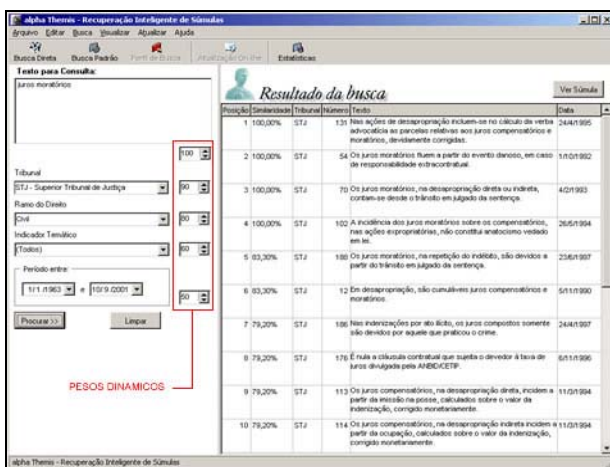 alpha Themis - Recuperação Inteligente de Súmulas
Arquivo Editar Busca Visualizar Atualizar Ajuda
Busca Direta Busca Padrão Perfil de Busca Atualização On-line Estatísticas
Texto para Consulta:
juros moratórios
100
Tribunal
STJ - Superior Tribunal de Justiça
90
Ramo do Direito
Civil
80
Indicador Temático
(Todos)
60
Período entre:
1/1/1963 e 10/9/2001
50
Procurar >> Limpar
PESOS DINAMICOS
Resultado da busca
Ver Súmula
Posição Similaridade Tribunal Número Texto Data
1 100,00% STJ 131 Nas ações de desapropriação incluem-se no cálculo da verba 24/4/1995
advocatícia as parcelas relativas aos juros compensatórios e
moratórios, devidamente corrigidas.
2 100,00% STJ 54 Os juros moratórios fluem a partir do evento danoso, em caso 1/10/1992
de responsabilidade extracontratual.
3 100,00% STJ 70 Os juros moratórios, na desapropriação direta ou indireta, 4/2/1993
contam-se desde o trânsito em julgado da sentença.
4 100,00% STJ 102 A incidência dos juros moratórios sobre os compensatórios, 26/5/1994
nas ações expropriatórias, não constitui anatocismo vedado
em lei.
5 83,30% STJ 188 Os juros moratórios, na repetição do indébito, são devidos a 23/6/1997
partir do trânsito em julgado da sentença.
6 83,30% STJ 12 Em desapropriação, são cumuláveis juros compensatórios e 5/11/1990
moratórios.
7 79,20% STJ 186 Nas indenizações por ato ilícito, os juros compostos somente 24/4/1997
são devidos por aquele que praticou o crime.
8 79,20% STJ 176 É nula a cláusula contratual que sujeita o devedor à taxa de 6/11/1996
juros divulgada pela ANBID/CETIP.
9 79,20% STJ 113 Os juros compensatórios, na desapropriação direta, incidem a 11/3/1994
partir da imissão na posse, calculados sobre o valor da
indenização, corrigido monetariamente.
10 79,20% STJ 114 Os juros compensatórios, na desapropriação indireta incidem a 11/3/1994
partir da ocupação, calculados sobre o valor da indenização,
corrigido monetariamente.
alpha Themis - Recuperação Inteligente de Súmulas